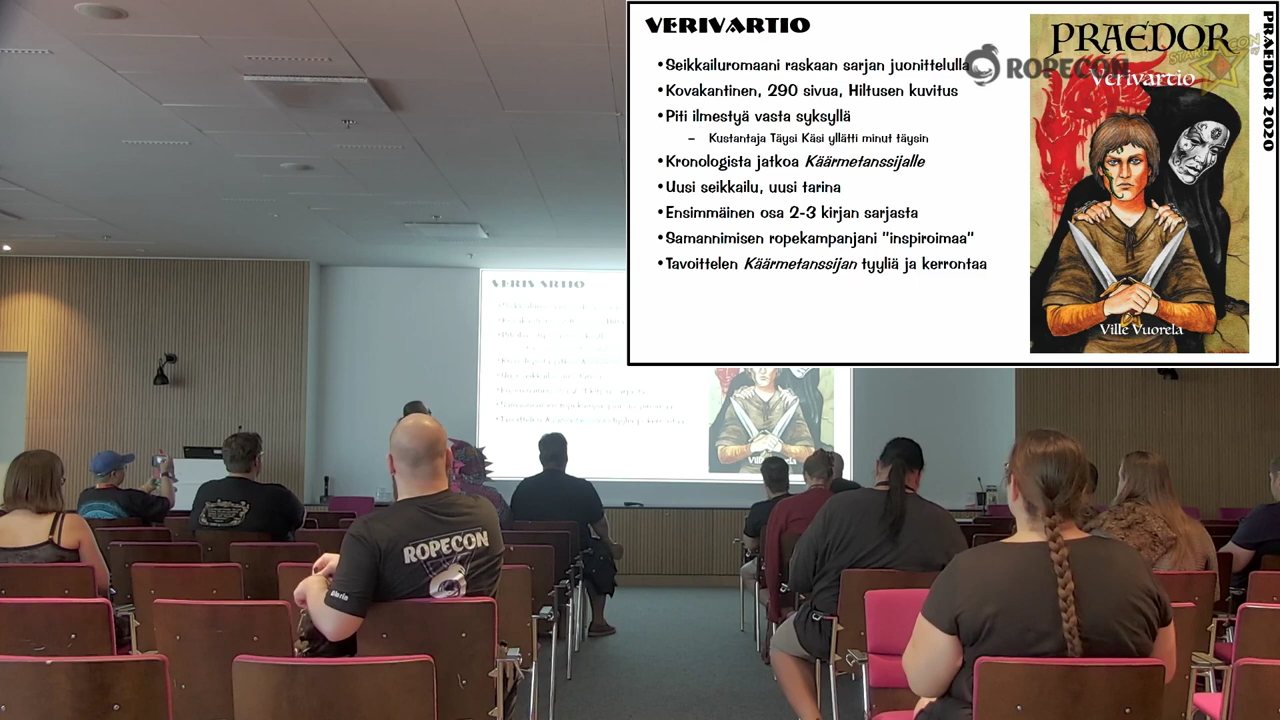 VERIVARTIO
• Seikkailuromaani raskaan sarjan juonittelulla
• Kovakantinen, 290 sivua, Hiltusen kuvitus
• Piti ilmestyä vasta syksyllä
– Kustantaja Täysi Käsi yllätti minut täysin
• Kronologista jatkoa Käärmetanssijalle
• Uusi seikkailu, uusi tarina
• Ensimmäinen osa 2-3 kirjan sarjasta
• Samannimisen ropekampanjani "inspiroimaa"
• Tavoittelen Käärmetanssijan tyyliä ja kerrontaa
PRAEDOR
Verivartio
Ville Vuorela
ROPECON
PRAEDOR 2020
VERIVARTIO
ROPECON